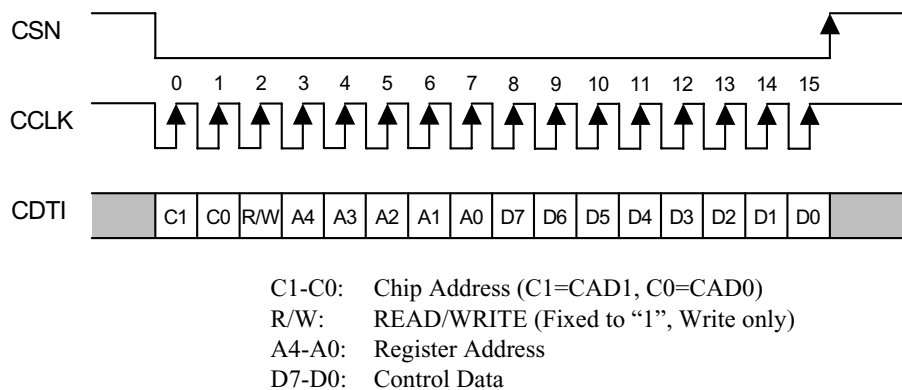 CSN
0 1 2 3 4 5 6 7 8 9 10 11 12 13 14 15
CCLK
CDTI C1 C0 R/W A4 A3 A2 A1 A0 D7 D6 D5 D4 D3 D2 D1 D0
C1-C0: Chip Address (C1=CAD1, C0=CAD0)
R/W: READ/WRITE (Fixed to “1”, Write only)
A4-A0: Register Address
D7-D0: Control Data